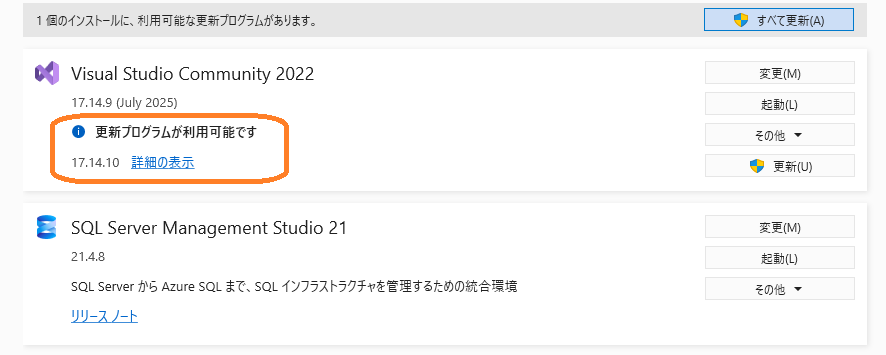 1 個のインストールに、利用可能な更新プログラムがあります。
すべて更新(A)
Visual Studio Community 2022
変更(M)
17.14.9 (July 2025)
起動(L)
更新プログラムが利用可能です
その他
17.14.10 詳細の表示
更新(U)
SQL Server Management Studio 21
変更(M)
21.4.8
起動(L)
SQL Server から Azure SQL まで、SQL インフラストラクチャを管理するための統合環境
その他
リリース ノート